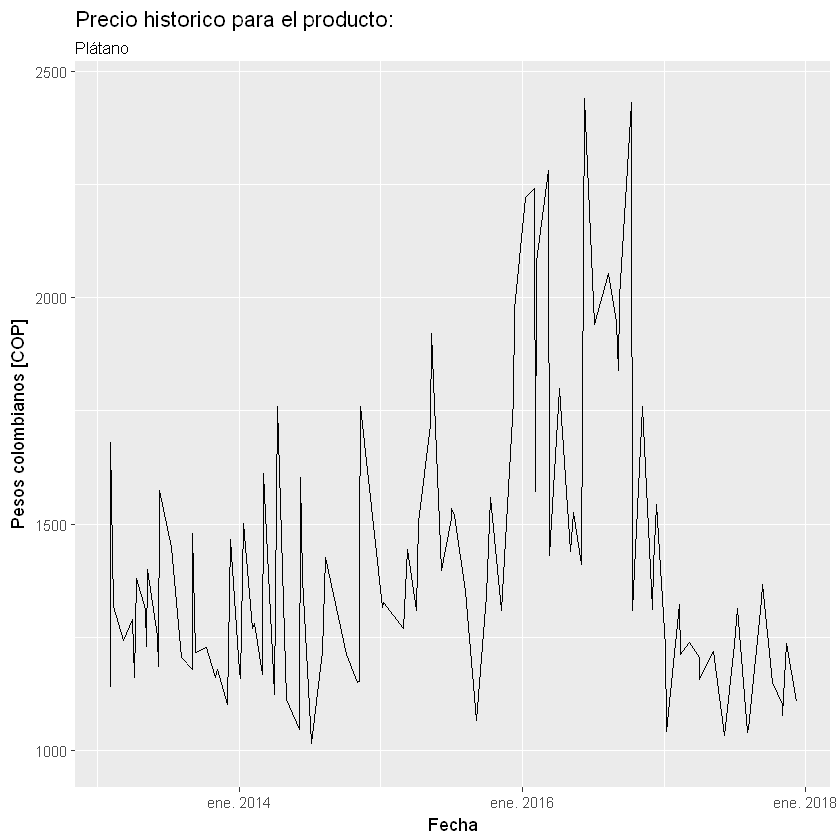 Precio historico para el producto:
Plátano
2500
2000
1500
1000
Pesos colombianos [COP]
ene. 2014
ene. 2016
ene. 2018
Fecha